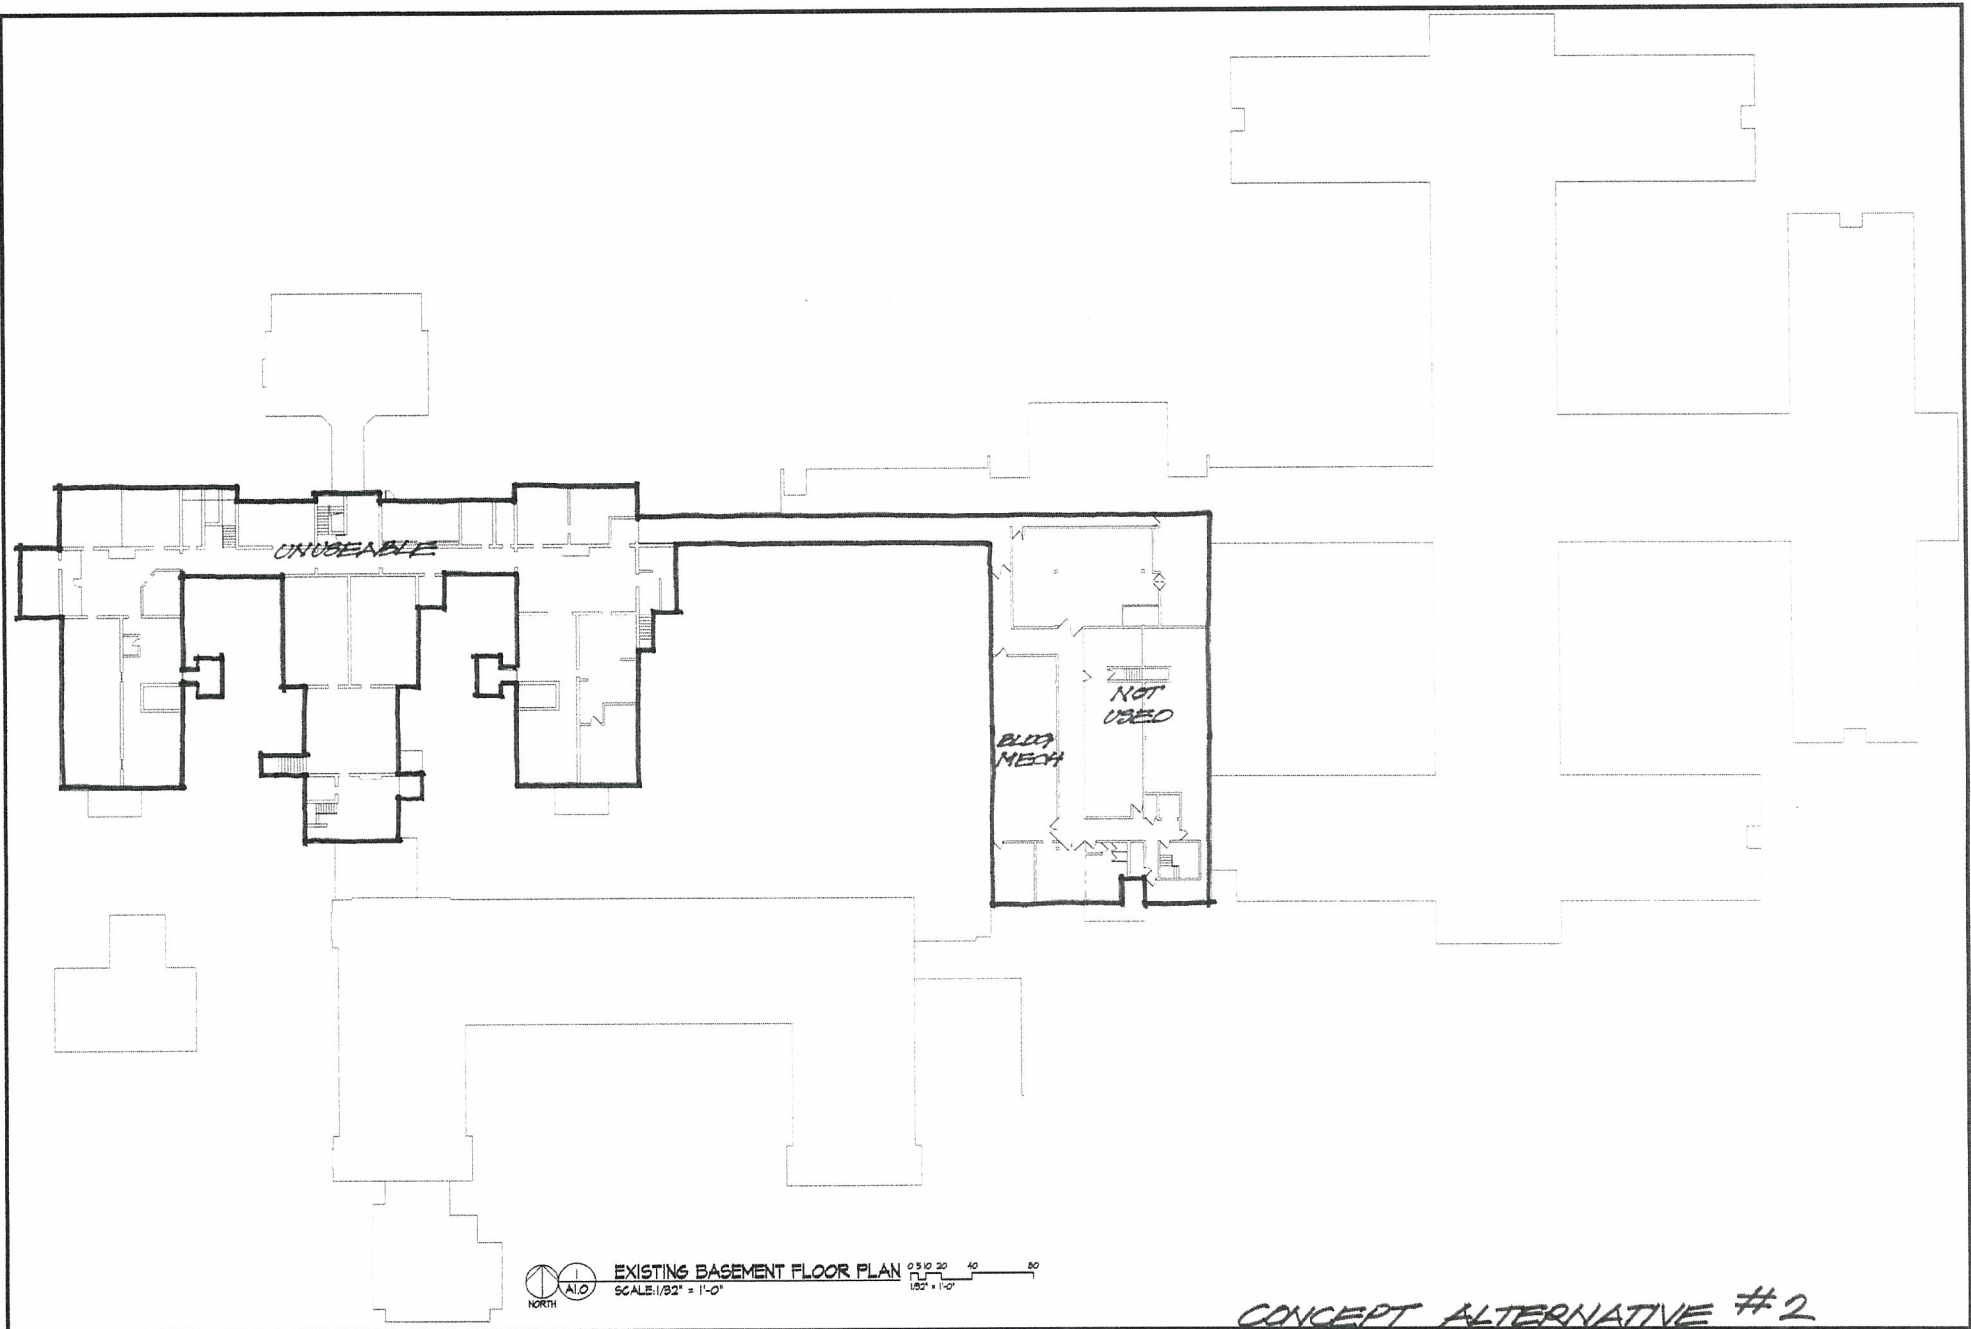 UNUSEABLE
NOT
USED
BLDG
MECH
1
A1.0
NORTH
EXISTING BASEMENT FLOOR PLAN
SCALE:1/32" = 1'-0"
0 5 10 20 40 80
1/32" = 1'-0"
CONCEPT ALTERNATIVE #2